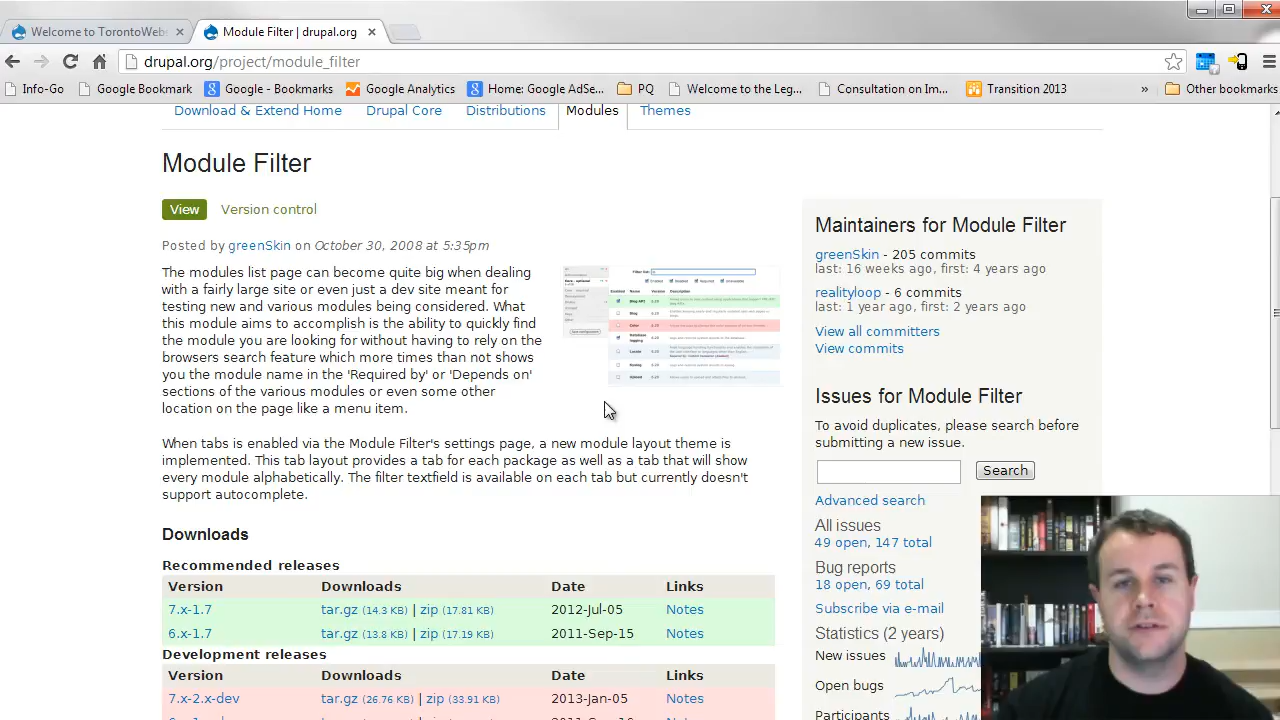 Welcome to TorontoWebs
Module Filter | drupal.org
drupal.org/project/module_filter
Info-Go
Google Bookmark
Google Bookmarks
Google Analytics
Home: Google AdSe...
PQ
Welcome to the Leg...
Consultation on Im...
Transition 2013
»
Other bookmarks
Download & Extend Home
Drupal Core
Distributions
Modules
Themes
Module Filter
View
Version control
Posted by greenSkin on October 30, 2008 at 5:35pm
The modules list page can become quite big when dealing
with a fairly large site or even just a dev site meant for
testing new and various modules being considered. What
this module aims to accomplish is the ability to quickly find
the module you are looking for without having to rely on the
browsers search feature which more times than not shows
you the module name in the 'Required by' or 'Depends on'
sections of the various modules or even some other
location on the page like a menu item.
When tabs is enabled via the Module Filter's settings page, a new module layout theme is
implemented. This tab layout provides a tab for each package as well as a tab that will show
every module alphabetically. The filter textfield is available on each tab but currently doesn't
support autocomplete.
Downloads
Recommended releases
Version Downloads Date Links
7.x-1.7 tar.gz (14.3 KB) | zip (17.81 KB) 2012-Jul-05 Notes
6.x-1.7 tar.gz (13.8 KB) | zip (17.19 KB) 2011-Sep-15 Notes
Development releases
Version Downloads Date Links
7.x-2.x-dev tar.gz (26.76 KB) | zip (33.91 KB) 2013-Jan-05 Notes
Maintainers for Module Filter
greenSkin - 205 commits
last: 16 weeks ago, first: 4 years ago
- 6 commits
last: 1 year ago, first: 2 years ago
View all committers
View commits
Issues for Module Filter
To avoid duplicates, please search before
submitting a new issue.
Search
Advanced search
All issues
49 open, 147 total
Bug reports
18 open, 69 total
Subscribe via e-mail
Statistics (2 years)
New issues
Open bugs
Participants